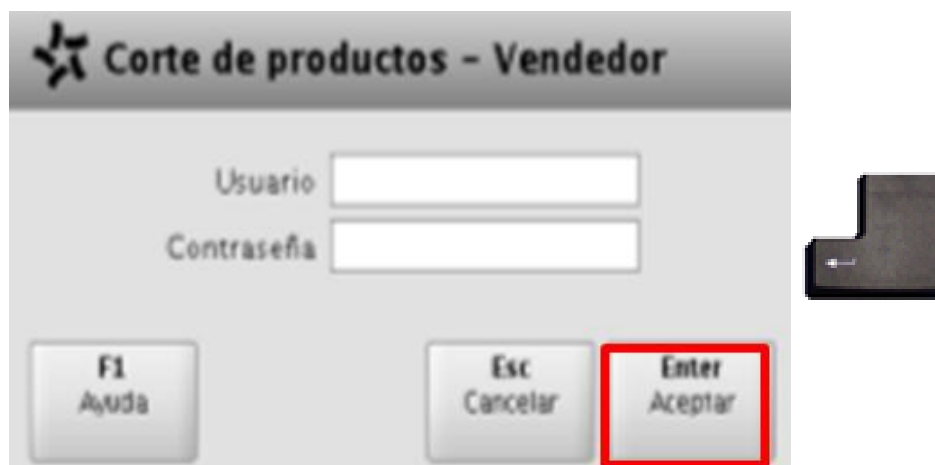 Corte de productos - Vendedor
Usuario
Contraseña
F1
Ayuda
Esc
Cancelar
Enter
Aceptar